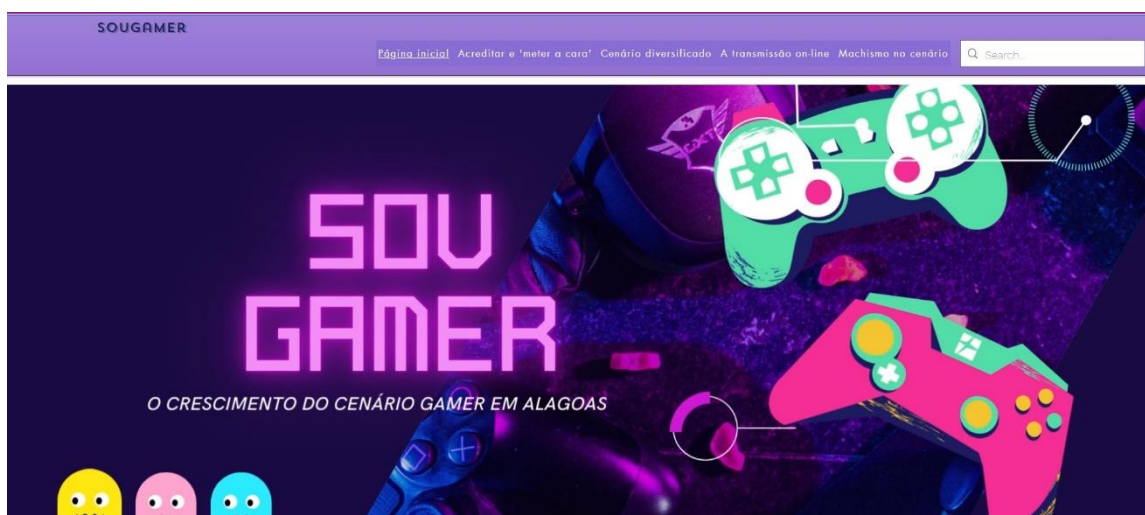 SOUGAMER
Página inicial Acreditar e 'meter a cara' Cenário diversificado A transmissão on-line Machismo no cenário
Search...
GXT
SOU
GAMER
O CRESCIMENTO DO CENÁRIO GAMER EM ALAGOAS